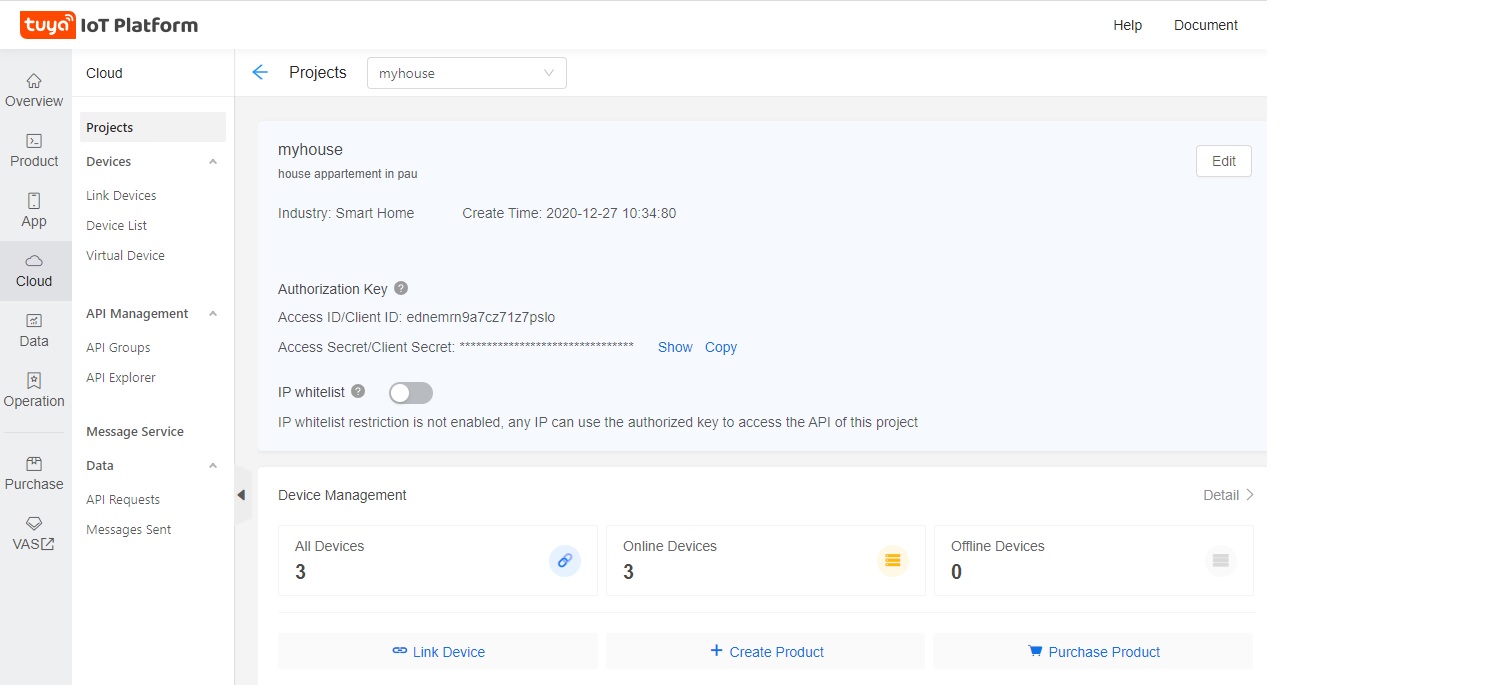 tuya IoT Platform
Help
Document
Overview
Product
App
Cloud
Data
Operation
Purchase
VAS
Cloud
Projects
Devices
Link Devices
Device List
Virtual Device
API Management
API Groups
API Explorer
Message Service
Data
API Requests
Messages Sent
Projects
myhouse
myhouse
house appartement in pau
Edit
Industry: Smart Home
Create Time: 2020-12-27 10:34:80
Authorization Key ?
Access ID/Client ID: ednemrn9a7cz71z7pslo
Access Secret/Client Secret: ********************************
Show
Copy
IP whitelist ?
IP whitelist restriction is not enabled, any IP can use the authorized key to access the API of this project
Device Management
Detail
All Devices
3
Online Devices
3
Offline Devices
0
Link Device
Create Product
Purchase Product